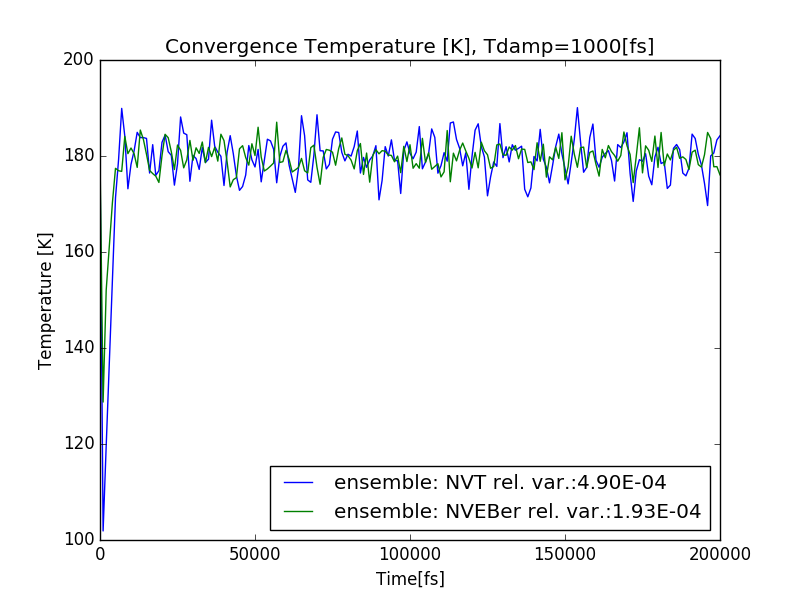 Convergence Temperature [K], Tdamp=1000[fs]
200
180
160
140
120
100
Temperature [K]
ensemble: NVT rel. var.:4.90E-04
ensemble: NVEBer rel. var.:1.93E-04
0 50000 100000 150000 200000
Time[fs]